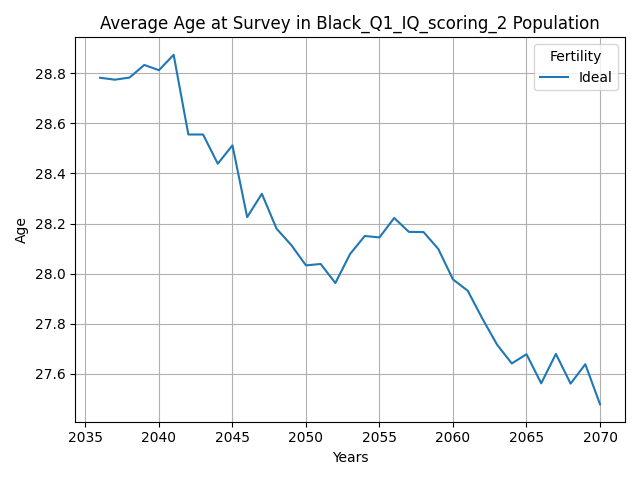 Average Age at Survey in Black_Q1_IQ_scoring_2 Population
Fertility
Ideal
28.8
28.6
28.4
28.2
28.0
27.8
27.6
Age
2035 2040 2045 2050 2055 2060 2065 2070
Years